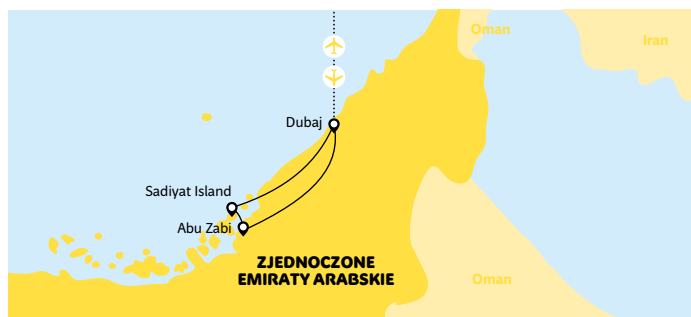 Oman
Iran
Dubaj
Sadiyat Island
Abu Zabi
ZJEDNOCZONE
EMIRATY ARABSKIE
Oman